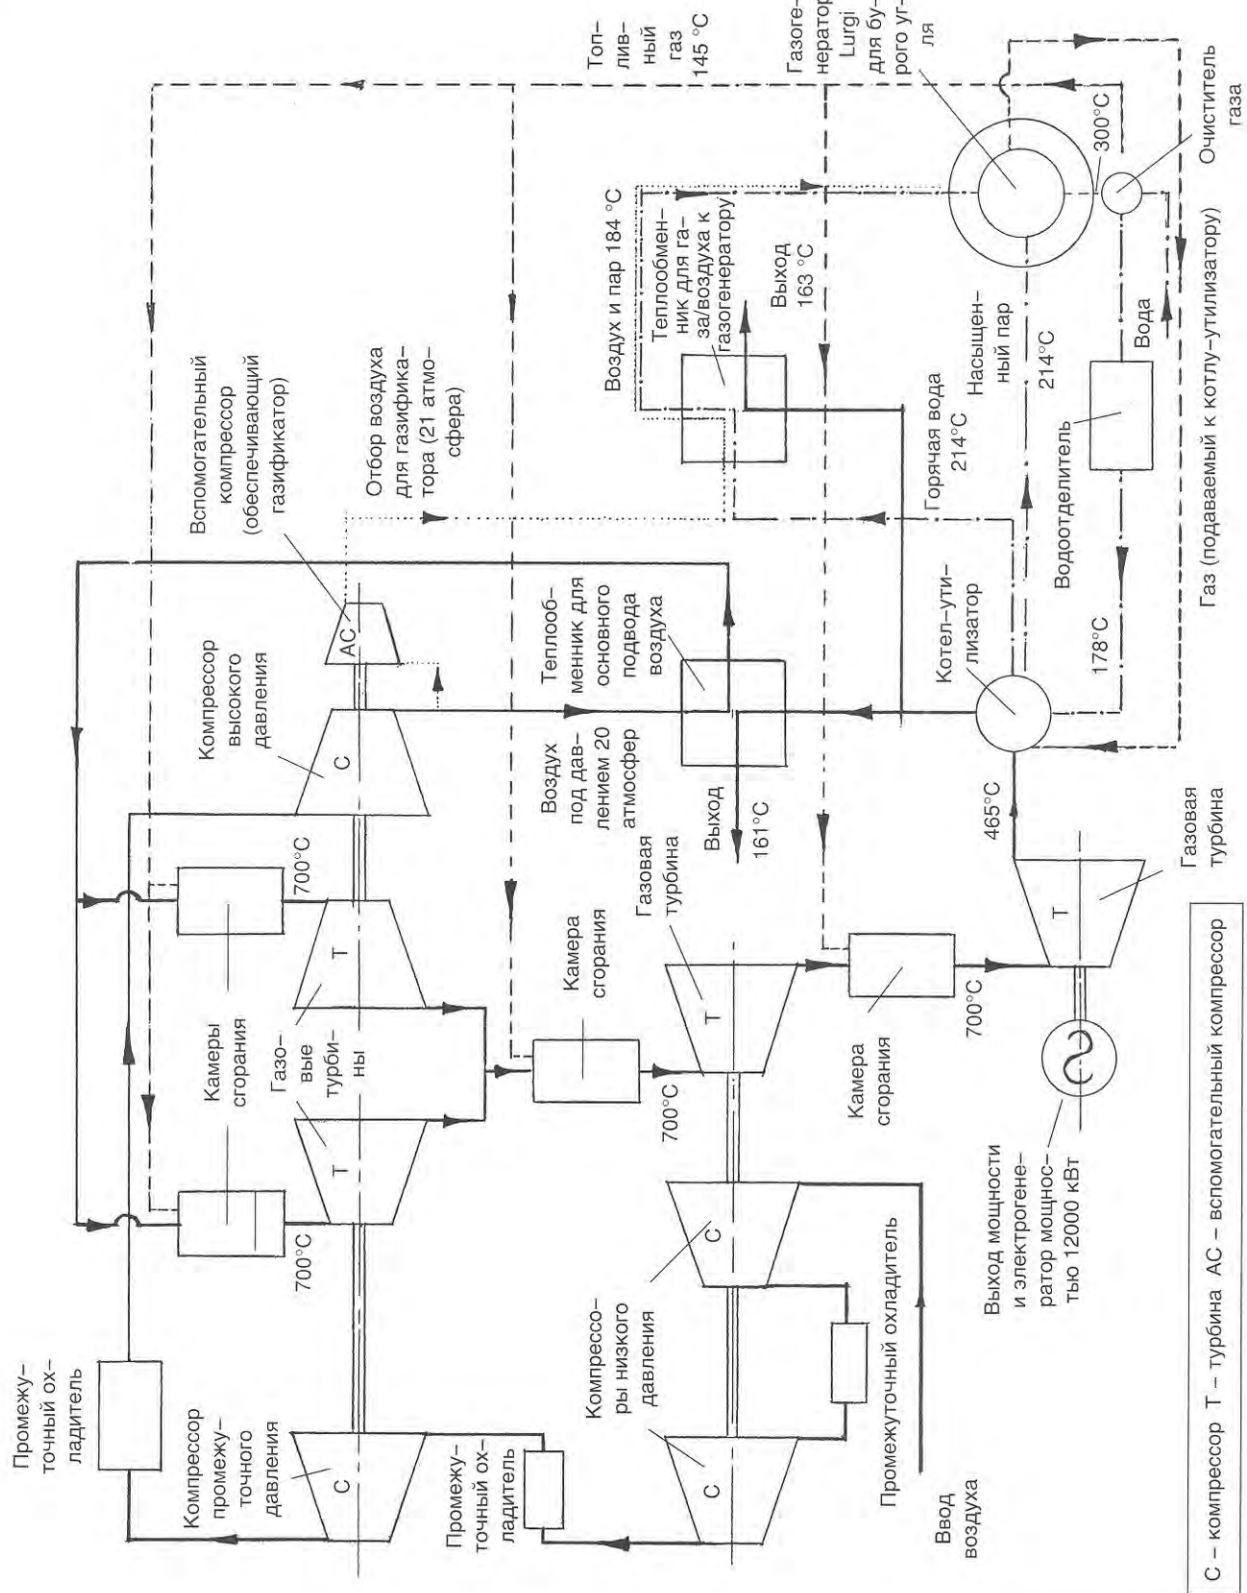 Промежу–
точный ох–
ладитель
Компрессор
промежу–
точного
давления
C
Промежу–
точный ох–
ладитель
Компрессо–
ры низкого
давления
C
C
Промежуточный охладитель
Ввод
воздуха
Камеры
сгорания
700°C
700°C
Газо–
вые
турби–
ны
T
T
Камера
сгорания
700°C
Газовая
турбина
T
Камера
сгорания
700°C
Выход мощности
и электрогене–
ратор мощнос–
тью 12000 кВт
T
Газовая
турбина
465°C
Компрессор
высокого
давления
C
AC
Вспомогательный
компрессор
(обеспечивающий
газификатор)
Отбор воздуха
для газифика–
тора (21 атмо–
сфера)
Теплооб–
менник для
основного
подвода
воздуха
Воздух
под дав–
лением 20
атмосфер
Выход
161°C
Котел–ути–
лизатор
178°C
Горячая вода
214°C
Насыщен–
ный пар
214°C
Водоотделитель
Вода
Газ (подаваемый к котлу–утилизатору)
Воздух и пар 184 °C
Теплообмен–
ник для га–
за/воздуха к
газогенератору
Выход
163 °C
Топ–
лив–
ный
газ
145 °C
Газоге–
нератор
Lurgi
для бу–
рого уг–
ля
300°C
Очиститель
газа
C – компрессор T – турбина AC – вспомогательный компрессор